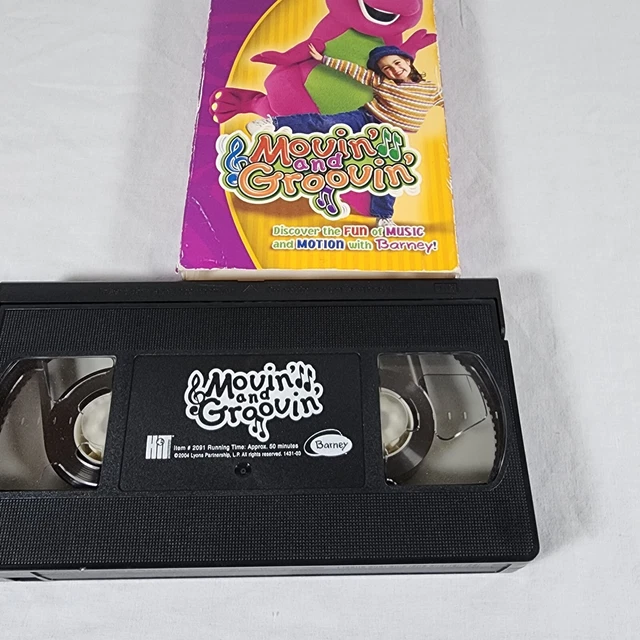 Movin'
and
Groovin'
Discover the FUN of MUSIC
and MOTION with Barney!
Movin'
and
Groovin'
HiT
Item # 2091 Running Time: Approx. 50 minutes
©2004 Lyons Partnership, L.P. All rights reserved. 1431-03
Barney